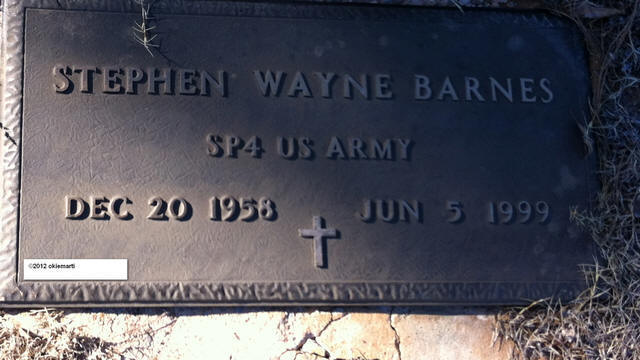 STEPHEN WAYNE BARNES
SP4 US ARMY
DEC 20 1958 JUN 5 1999
©2012 okiemarti